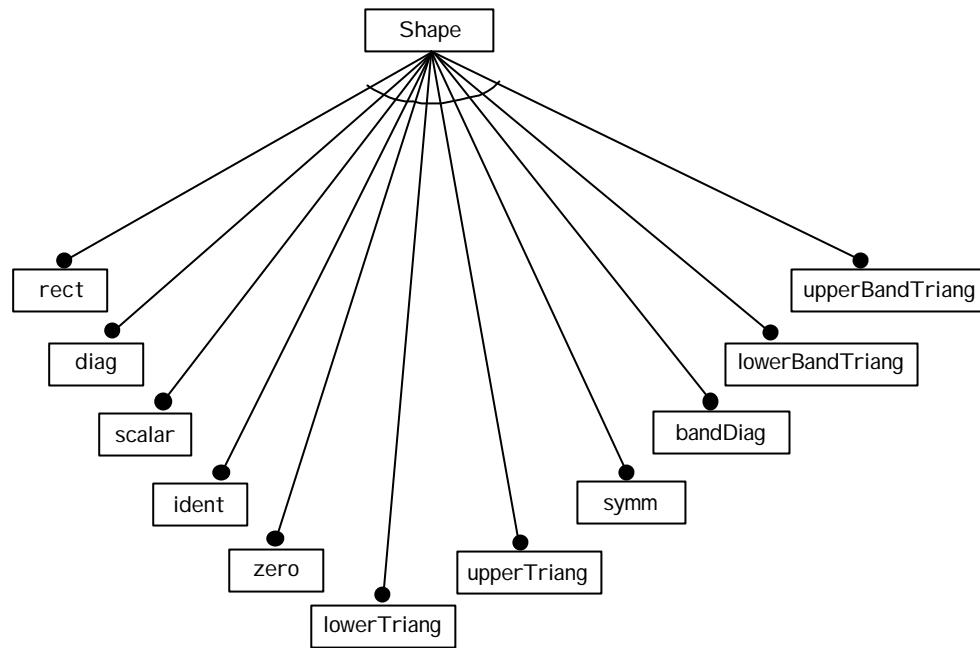 Shape
rect
diag
scalar
ident
zero
lowerTriang
upperTriang
symm
bandDiag
lowerBandTriang
upperBandTriang